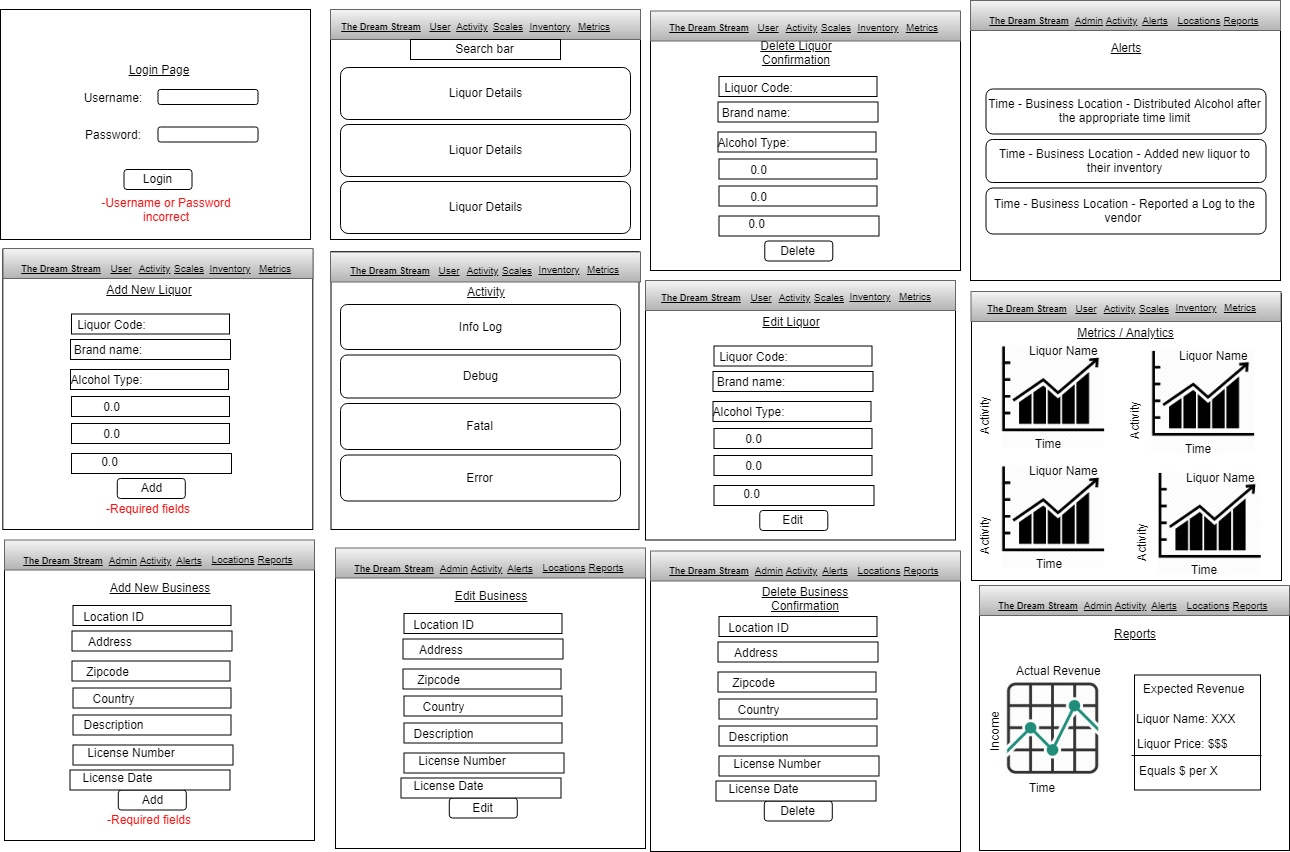 Login Page
Username:
Password:
Login
-Username or Password
incorrect
The Dream Stream User Activity Scales Inventory Metrics
Search bar
Liquor Details
Liquor Details
Liquor Details
The Dream Stream User Activity Scales Inventory Metrics
Delete Liquor
Confirmation
Liquor Code:
Brand name:
Alcohol Type:
0.0
0.0
0.0
Delete
The Dream Stream Admin Activity Alerts Locations Reports
Alerts
Time - Business Location - Distributed Alcohol after
the appropriate time limit
Time - Business Location - Added new liquor to
their inventory
Time - Business Location - Reported a Log to the
vendor
The Dream Stream User Activity Scales Inventory Metrics
Add New Liquor
Liquor Code:
Brand name:
Alcohol Type:
0.0
0.0
0.0
Add
-Required fields
The Dream Stream User Activity Scales Inventory Metrics
Activity
Info Log
Debug
Fatal
Error
The Dream Stream User Activity Scales Inventory Metrics
Edit Liquor
Liquor Code:
Brand name:
Alcohol Type:
0.0
0.0
0.0
Edit
The Dream Stream User Activity Scales Inventory Metrics
Metrics / Analytics
Liquor Name
Activity
Time
Liquor Name
Activity
Time
Liquor Name
Activity
Time
Liquor Name
Activity
Time
The Dream Stream Admin Activity Alerts Locations Reports
Add New Business
Location ID
Address
Zipcode
Country
Description
License Number
License Date
Add
-Required fields
The Dream Stream Admin Activity Alerts Locations Reports
Edit Business
Location ID
Address
Zipcode
Country
Description
License Number
License Date
Edit
The Dream Stream Admin Activity Alerts Locations Reports
Delete Business
Confirmation
Location ID
Address
Zipcode
Country
Description
License Number
License Date
Delete
The Dream Stream Admin Activity Alerts Locations Reports
Reports
Actual Revenue
Income
Time
Expected Revenue
Liquor Name: XXX
Liquor Price: $$$
Equals $ per X